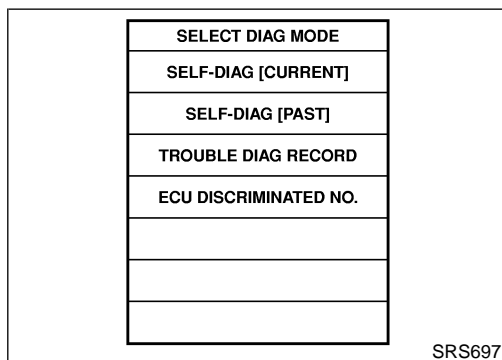 SELECT DIAG MODE
SELF-DIAG [CURRENT]
SELF-DIAG [PAST]
TROUBLE DIAG RECORD
ECU DISCRIMINATED NO.
SRS697